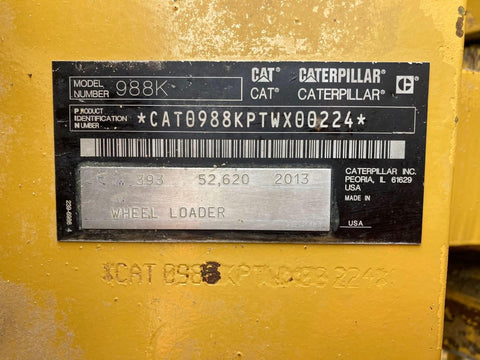 MODEL NUMBER 988K
CAT CATERPILLAR
CAT CATERPILLAR C
PRODUCT IDENTIFICATION NUMBER *CAT0988KPTWX00224*
393 52,620 2013
WHEEL LOADER
CATERPILLAR INC.
PEORIA, IL 61629
USA
MADE IN
USA
*CAT0988KPTWX00224*